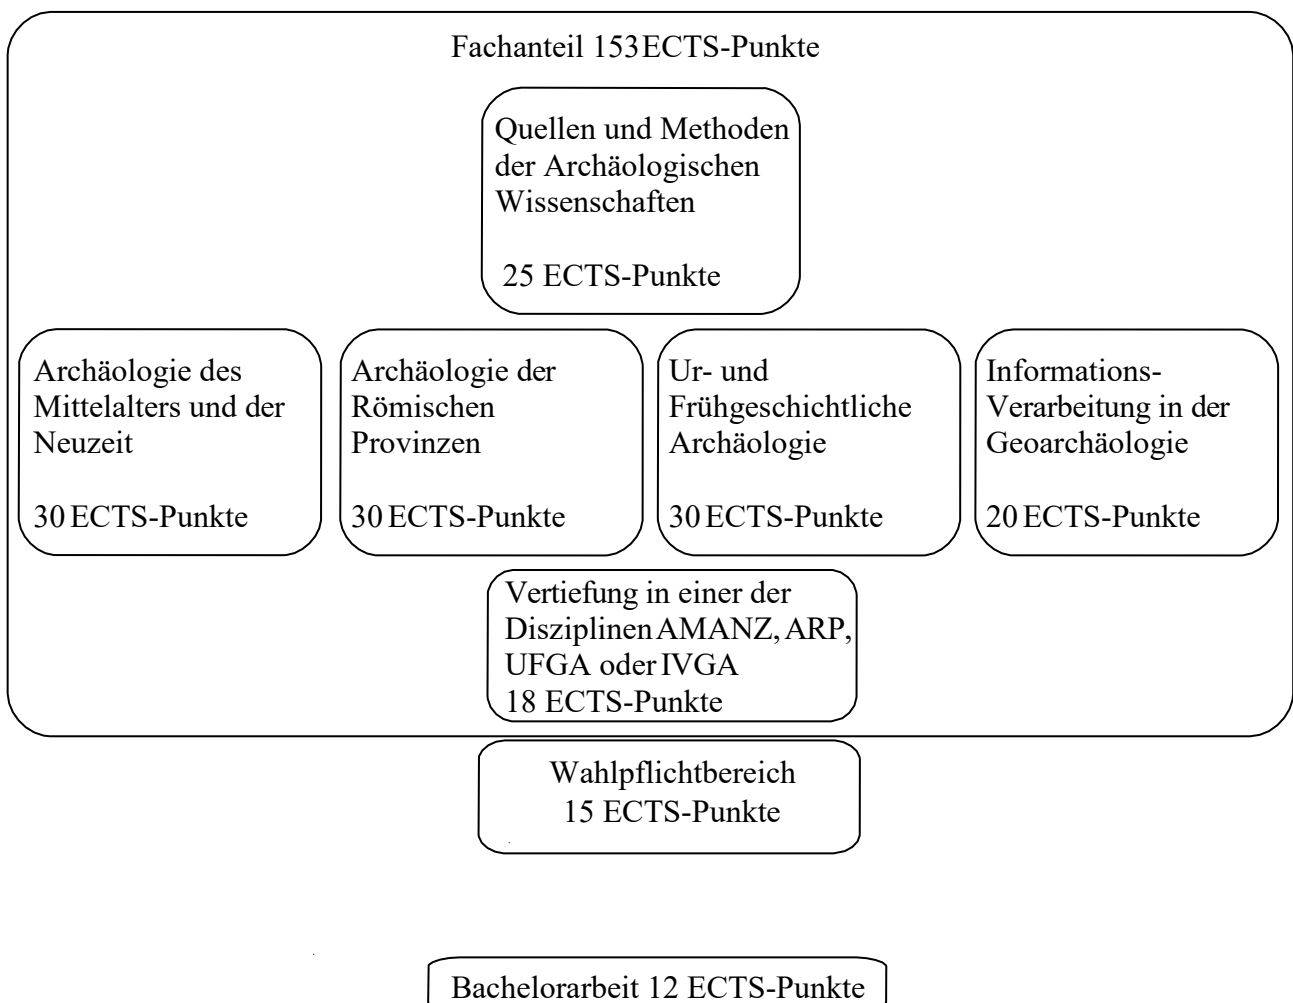 Fachanteil 153 ECTS-Punkte
Quellen und Methoden
der Archäologischen
Wissenschaften
25 ECTS-Punkte
Archäologie des
Mittelalters und der
Neuzeit
30 ECTS-Punkte
Archäologie der
Römischen
Provinzen
30 ECTS-Punkte
Ur- und
Frühgeschichtliche
Archäologie
30 ECTS-Punkte
Informations-
Verarbeitung in der
Geoarchäologie
20 ECTS-Punkte
Vertiefung in einer der
Disziplinen AMANZ, ARP,
UFGA oder IVGA
18 ECTS-Punkte
Wahlpflichtbereich
15 ECTS-Punkte
Bachelorarbeit 12 ECTS-Punkte